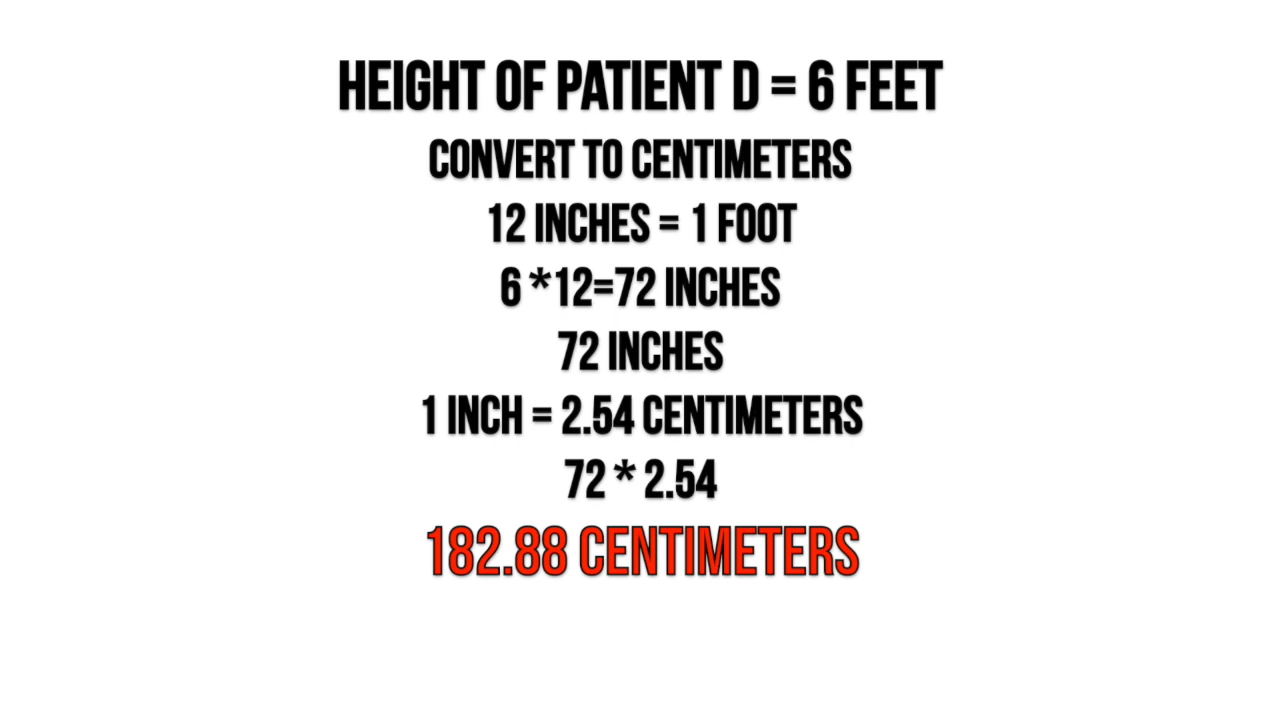 HEIGHT OF PATIENT D = 6 FEET
CONVERT TO CENTIMETERS
12 INCHES = 1 FOOT
6 *12=72 INCHES
72 INCHES
1 INCH = 2.54 CENTIMETERS
72 * 2.54
182.88 CENTIMETERS